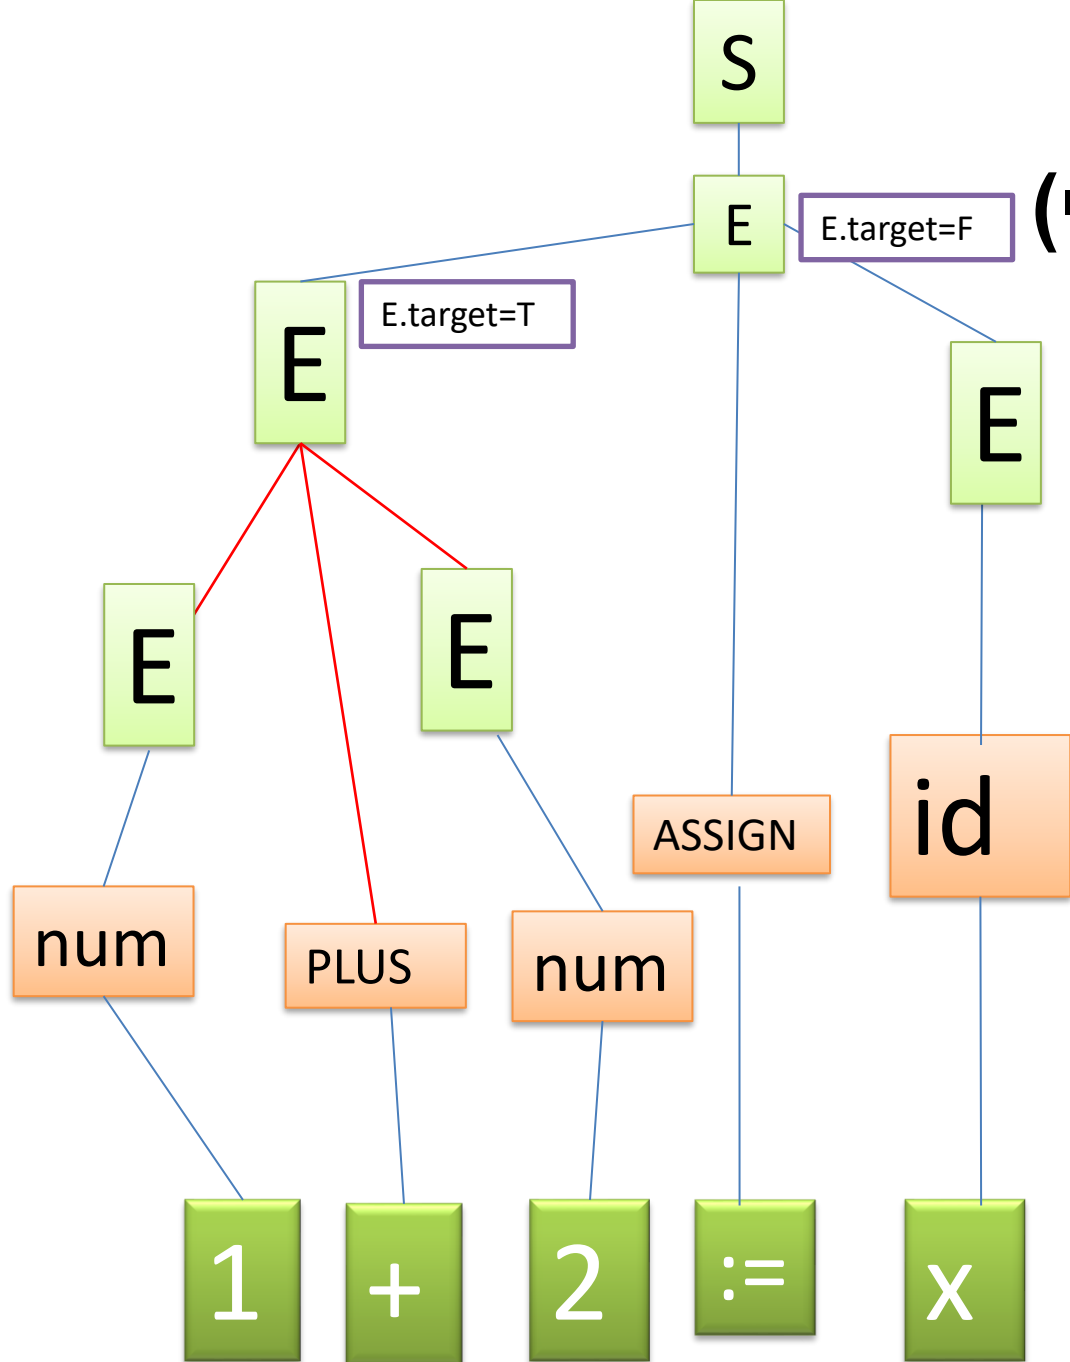 S
E
E.target=F
(
E.target=T
E
E
E
E
ASSIGN
id
num
PLUS
num
1
+
2
:=
x